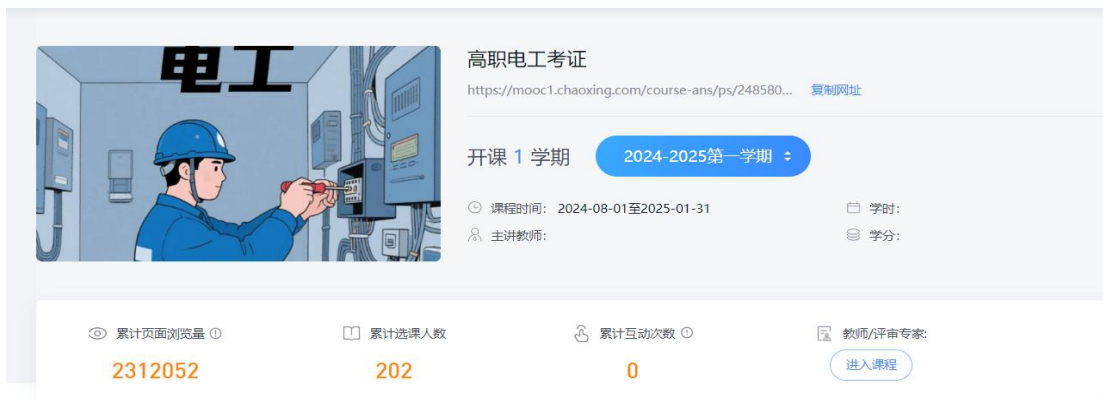 电工
高职电工考证
https://mooc1.chaoxing.com/course-ans/ps/248580... 复制网址
开课 1 学期 2024-2025第一学期
课程时间: 2024-08-01至2025-01-31 学时:
主讲教师: 学分:
累计页面浏览量 累计选课人数 累计互动次数 教师/评审专家:
2312052 202 0 进入课程